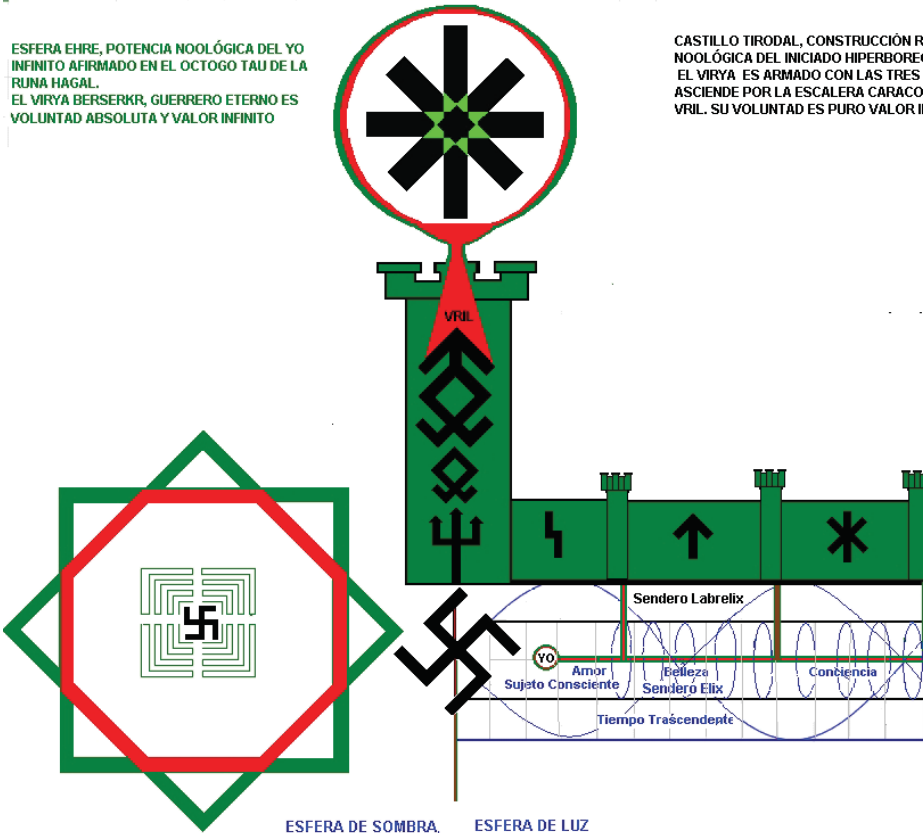 ESFERA EHRE, POTENCIA NOOLÓGICA DEL YO
INFINITO AFIRMADO EN EL OCTOGO TAU DE LA
RUNA HAGAL.
EL VIRYA BERSERKR, GUERRERO ETERNO ES
VOLUNTAD ABSOLUTA Y VALOR INFINITO
CASTILLO TIRODAL, CONSTRUCCIÓN R
NOOLÓGICA DEL INICIADO HIPERBOREO
EL VIRYA ES ARMADO CON LAS TRES
ASCIENDE POR LA ESCALERA CARACO
VRIL. SU VOLUNTAD ES PURO VALOR I
VRIL
Sendero Labrelix
YO
Amor
Belleza
Conciencia
Sujeto Consciente
Sendero Elix
Tiempo Trascendente
ESFERA DE SOMBRA,
ESFERA DE LUZ